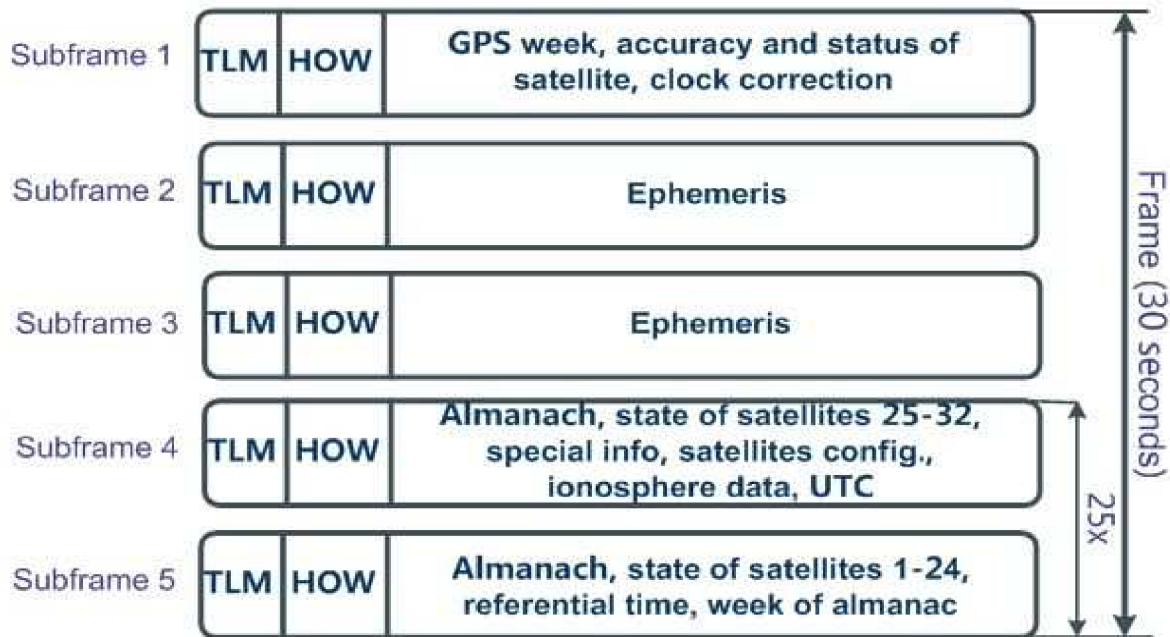 Subframe 1
TLM HOW
GPS week, accuracy and status of
satellite, clock correction
Subframe 2
TLM HOW
Ephemeris
Subframe 3
TLM HOW
Ephemeris
Subframe 4
TLM HOW
Almanach, state of satellites 25-32,
special info, satellites config.,
ionosphere data, UTC
Subframe 5
TLM HOW
Almanach, state of satellites 1-24,
referential time, week of almanac
25x
Frame (30 seconds)